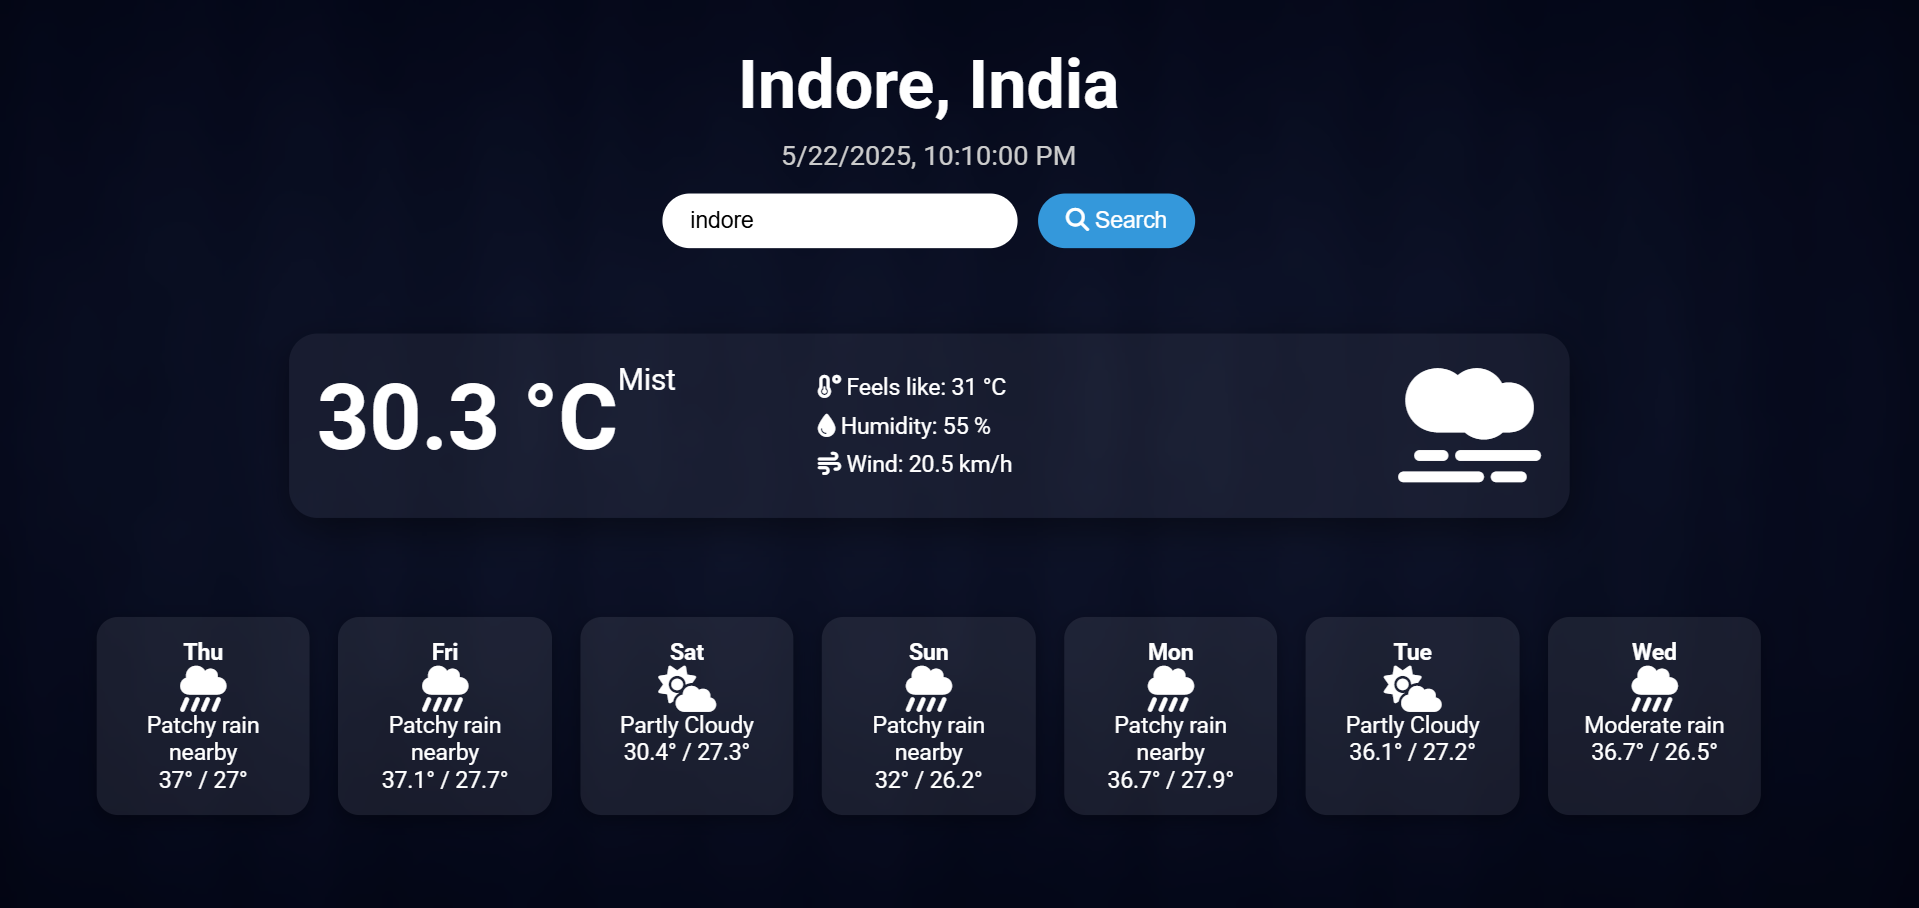 Indore, India
5/22/2025, 10:10:00 PM
indore
Search
30.3 °C
Mist
Feels like: 31 °C
Humidity: 55 %
Wind: 20.5 km/h
Thu
Patchy rain
nearby
37° / 27°
Fri
Patchy rain
nearby
37.1° / 27.7°
Sat
Partly Cloudy
30.4° / 27.3°
Sun
Patchy rain
nearby
32° / 26.2°
Mon
Patchy rain
nearby
36.7° / 27.9°
Tue
Partly Cloudy
36.1° / 27.2°
Wed
Moderate rain
36.7° / 26.5°